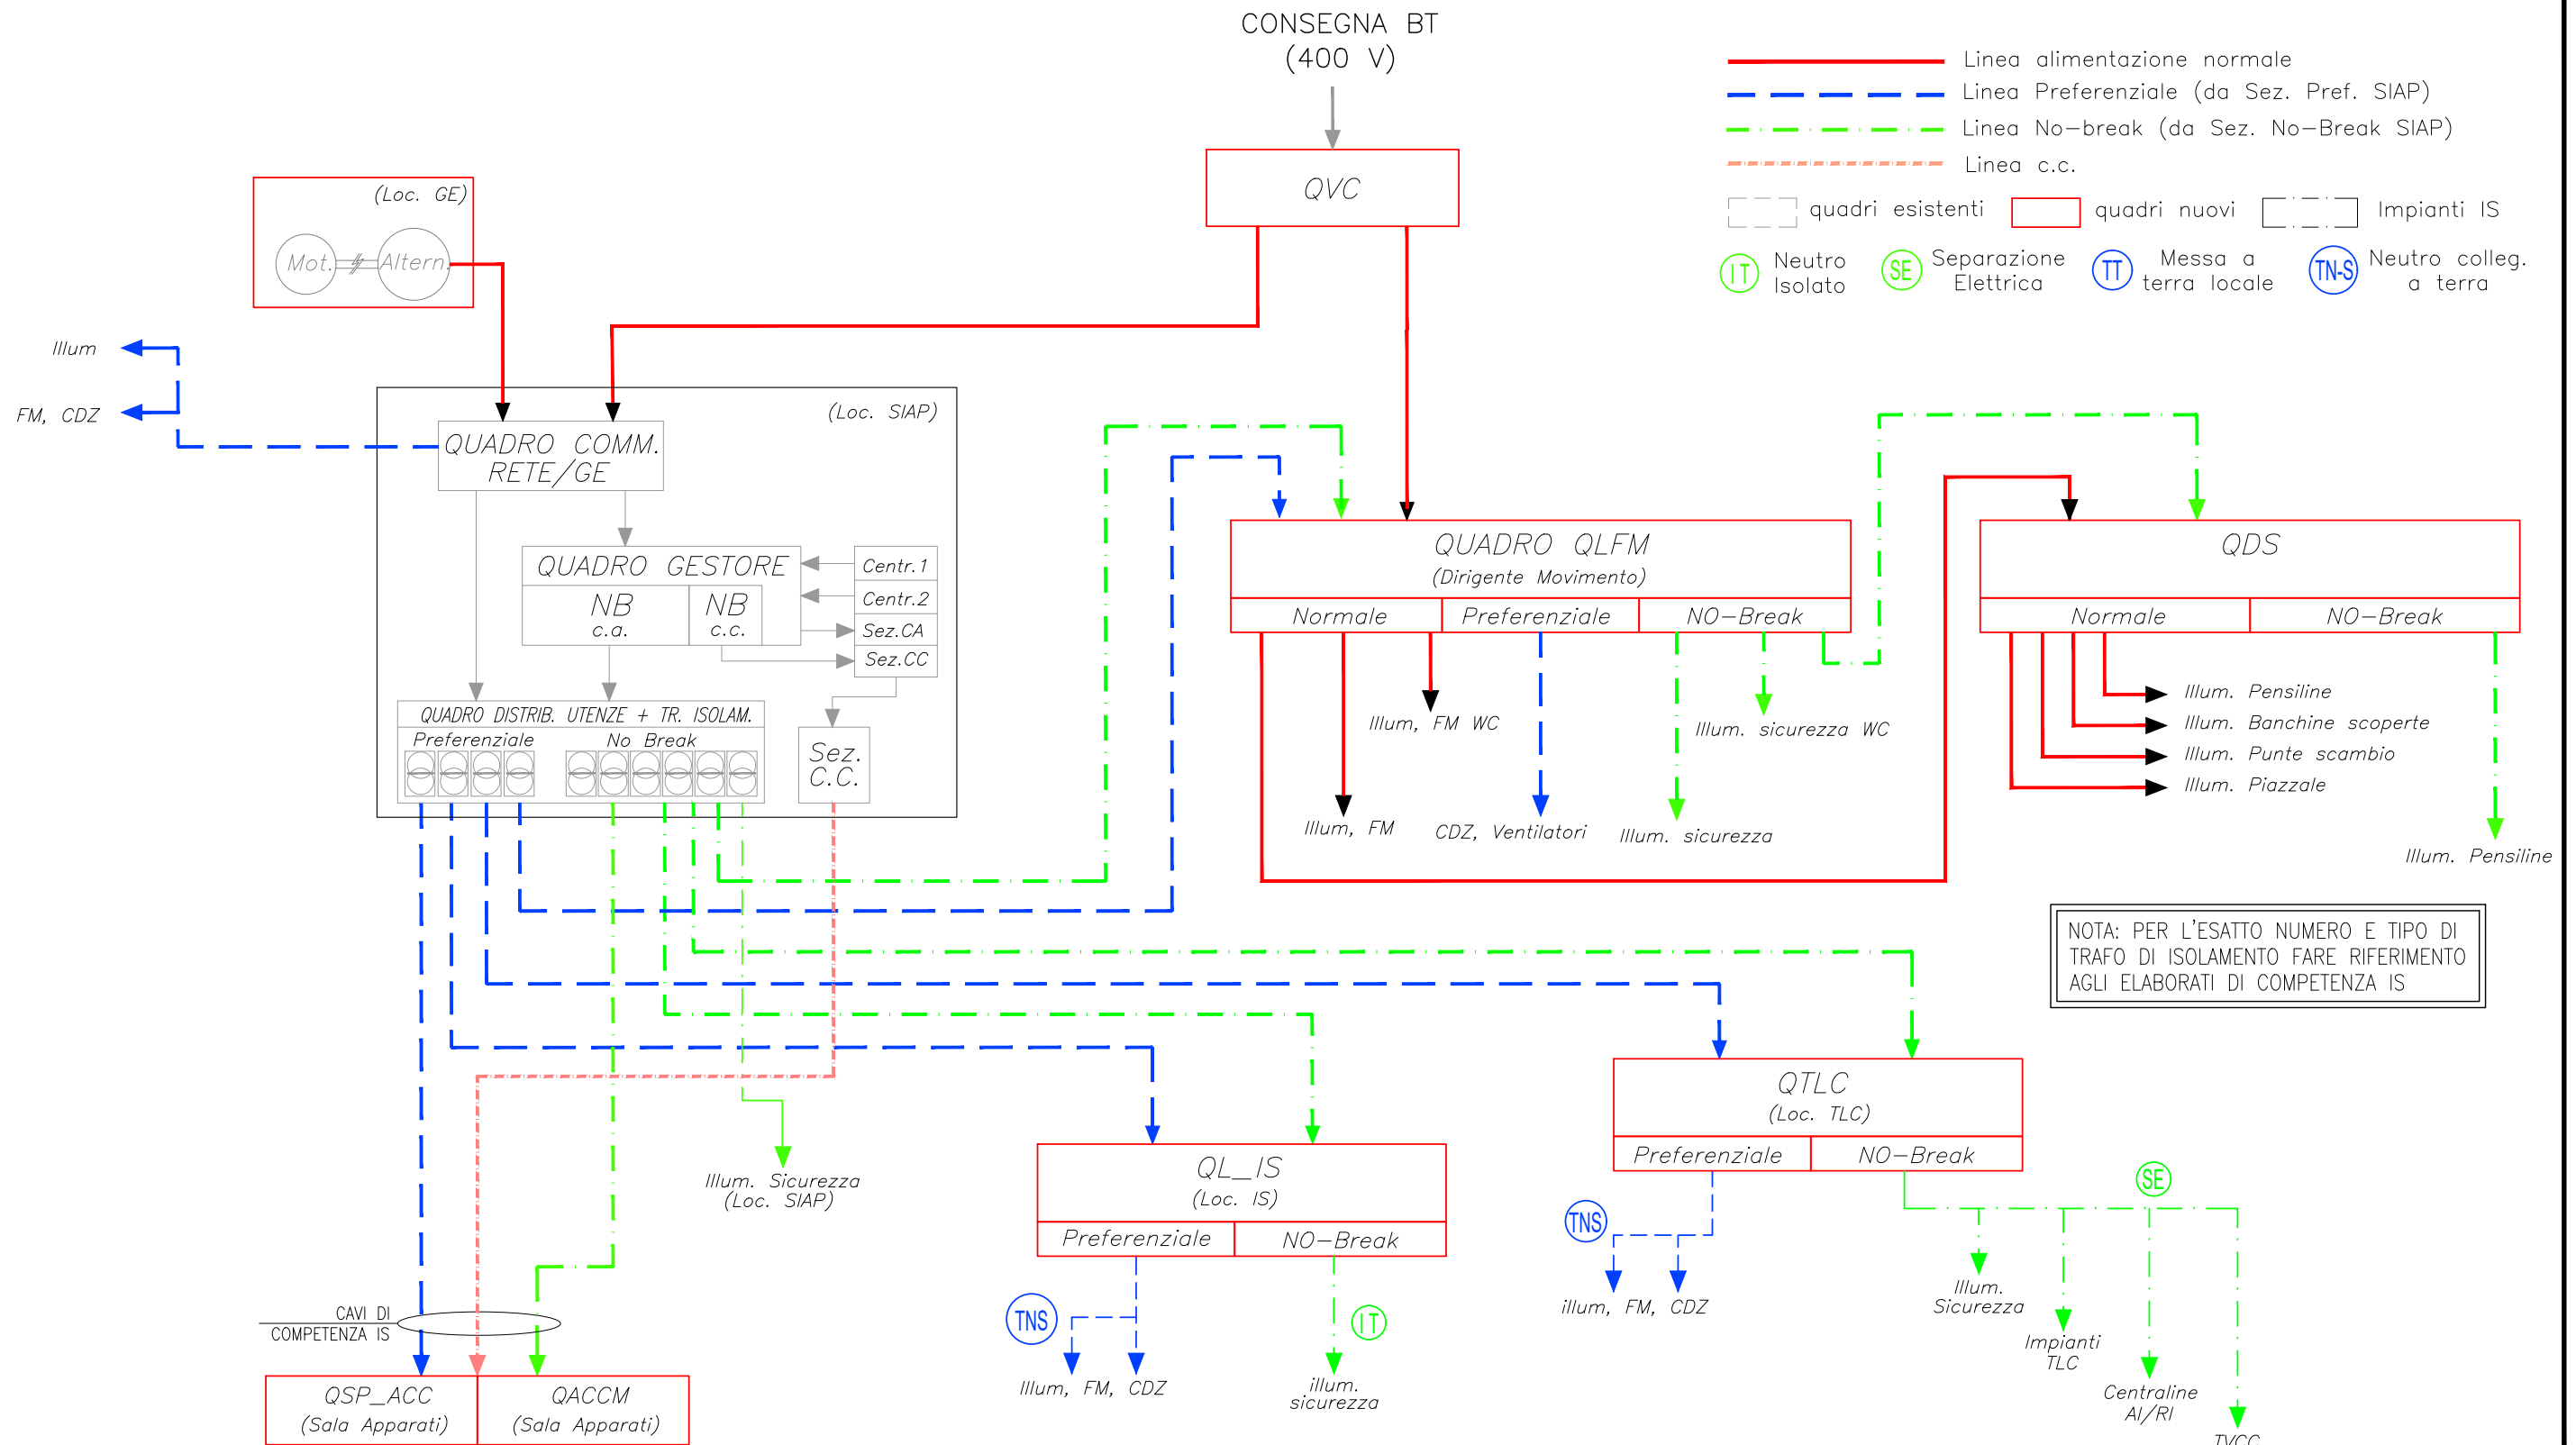 CONSEGNA BT
(400 V)
QVC
Linea alimentazione normale
Linea Preferenziale (da Sez. Pref. SIAP)
Linea No-break (da Sez. No-Break SIAP)
Linea c.c.
quadri esistenti
quadri nuovi
Impianti IS
IT
Neutro
Isolato
SE
Separazione
Elettrica
TT
Messa a
terra locale
TN-S
Neutro colleg.
a terra
(Loc. GE)
Mot.
Altern.
Illum
FM, CDZ
(Loc. SIAP)
QUADRO COMM.
RETE/GE
QUADRO GESTORE
NB
c.a.
NB
c.c.
Centr.1
Centr.2
Sez.CA
Sez.CC
QUADRO DISTRIB. UTENZE + TR. ISOLAM.
Preferenziale
No Break
Sez.
C.C.
QUADRO QLFM
(Dirigente Movimento)
Normale
Preferenziale
NO-Break
Illum, FM WC
Illum. sicurezza WC
Illum, FM
CDZ, Ventilatori
Illum. sicurezza
QDS
Normale
NO-Break
Illum. Pensiline
Illum. Banchine scoperte
Illum. Punte scambio
Illum. Piazzale
Illum. Pensiline
NOTA: PER L'ESATTO NUMERO E TIPO DI
TRAFO DI ISOLAMENTO FARE RIFERIMENTO
AGLI ELABORATI DI COMPETENZA IS
QTLC
(Loc. TLC)
Preferenziale
NO-Break
TNS
illum, FM, CDZ
SE
Illum.
Sicurezza
Impianti
TLC
Centraline
AI/RI
TVCC
Illum. Sicurezza
(Loc. SIAP)
QL_IS
(Loc. IS)
Preferenziale
NO-Break
TNS
Illum, FM, CDZ
IT
illum.
sicurezza
CAVI DI
COMPETENZA IS
QSP_ACC
(Sala Apparati)
QACCM
(Sala Apparati)